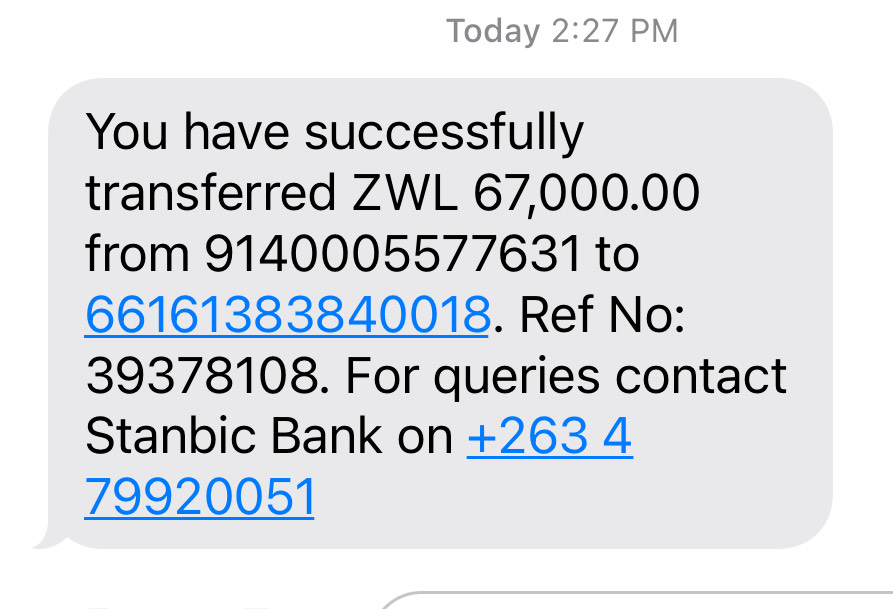 Today 2:27 PM
You have successfully
transferred ZWL 67,000.00
from 9140005577631 to
66161383840018. Ref No:
39378108. For queries contact
Stanbic Bank on +263 4
79920051